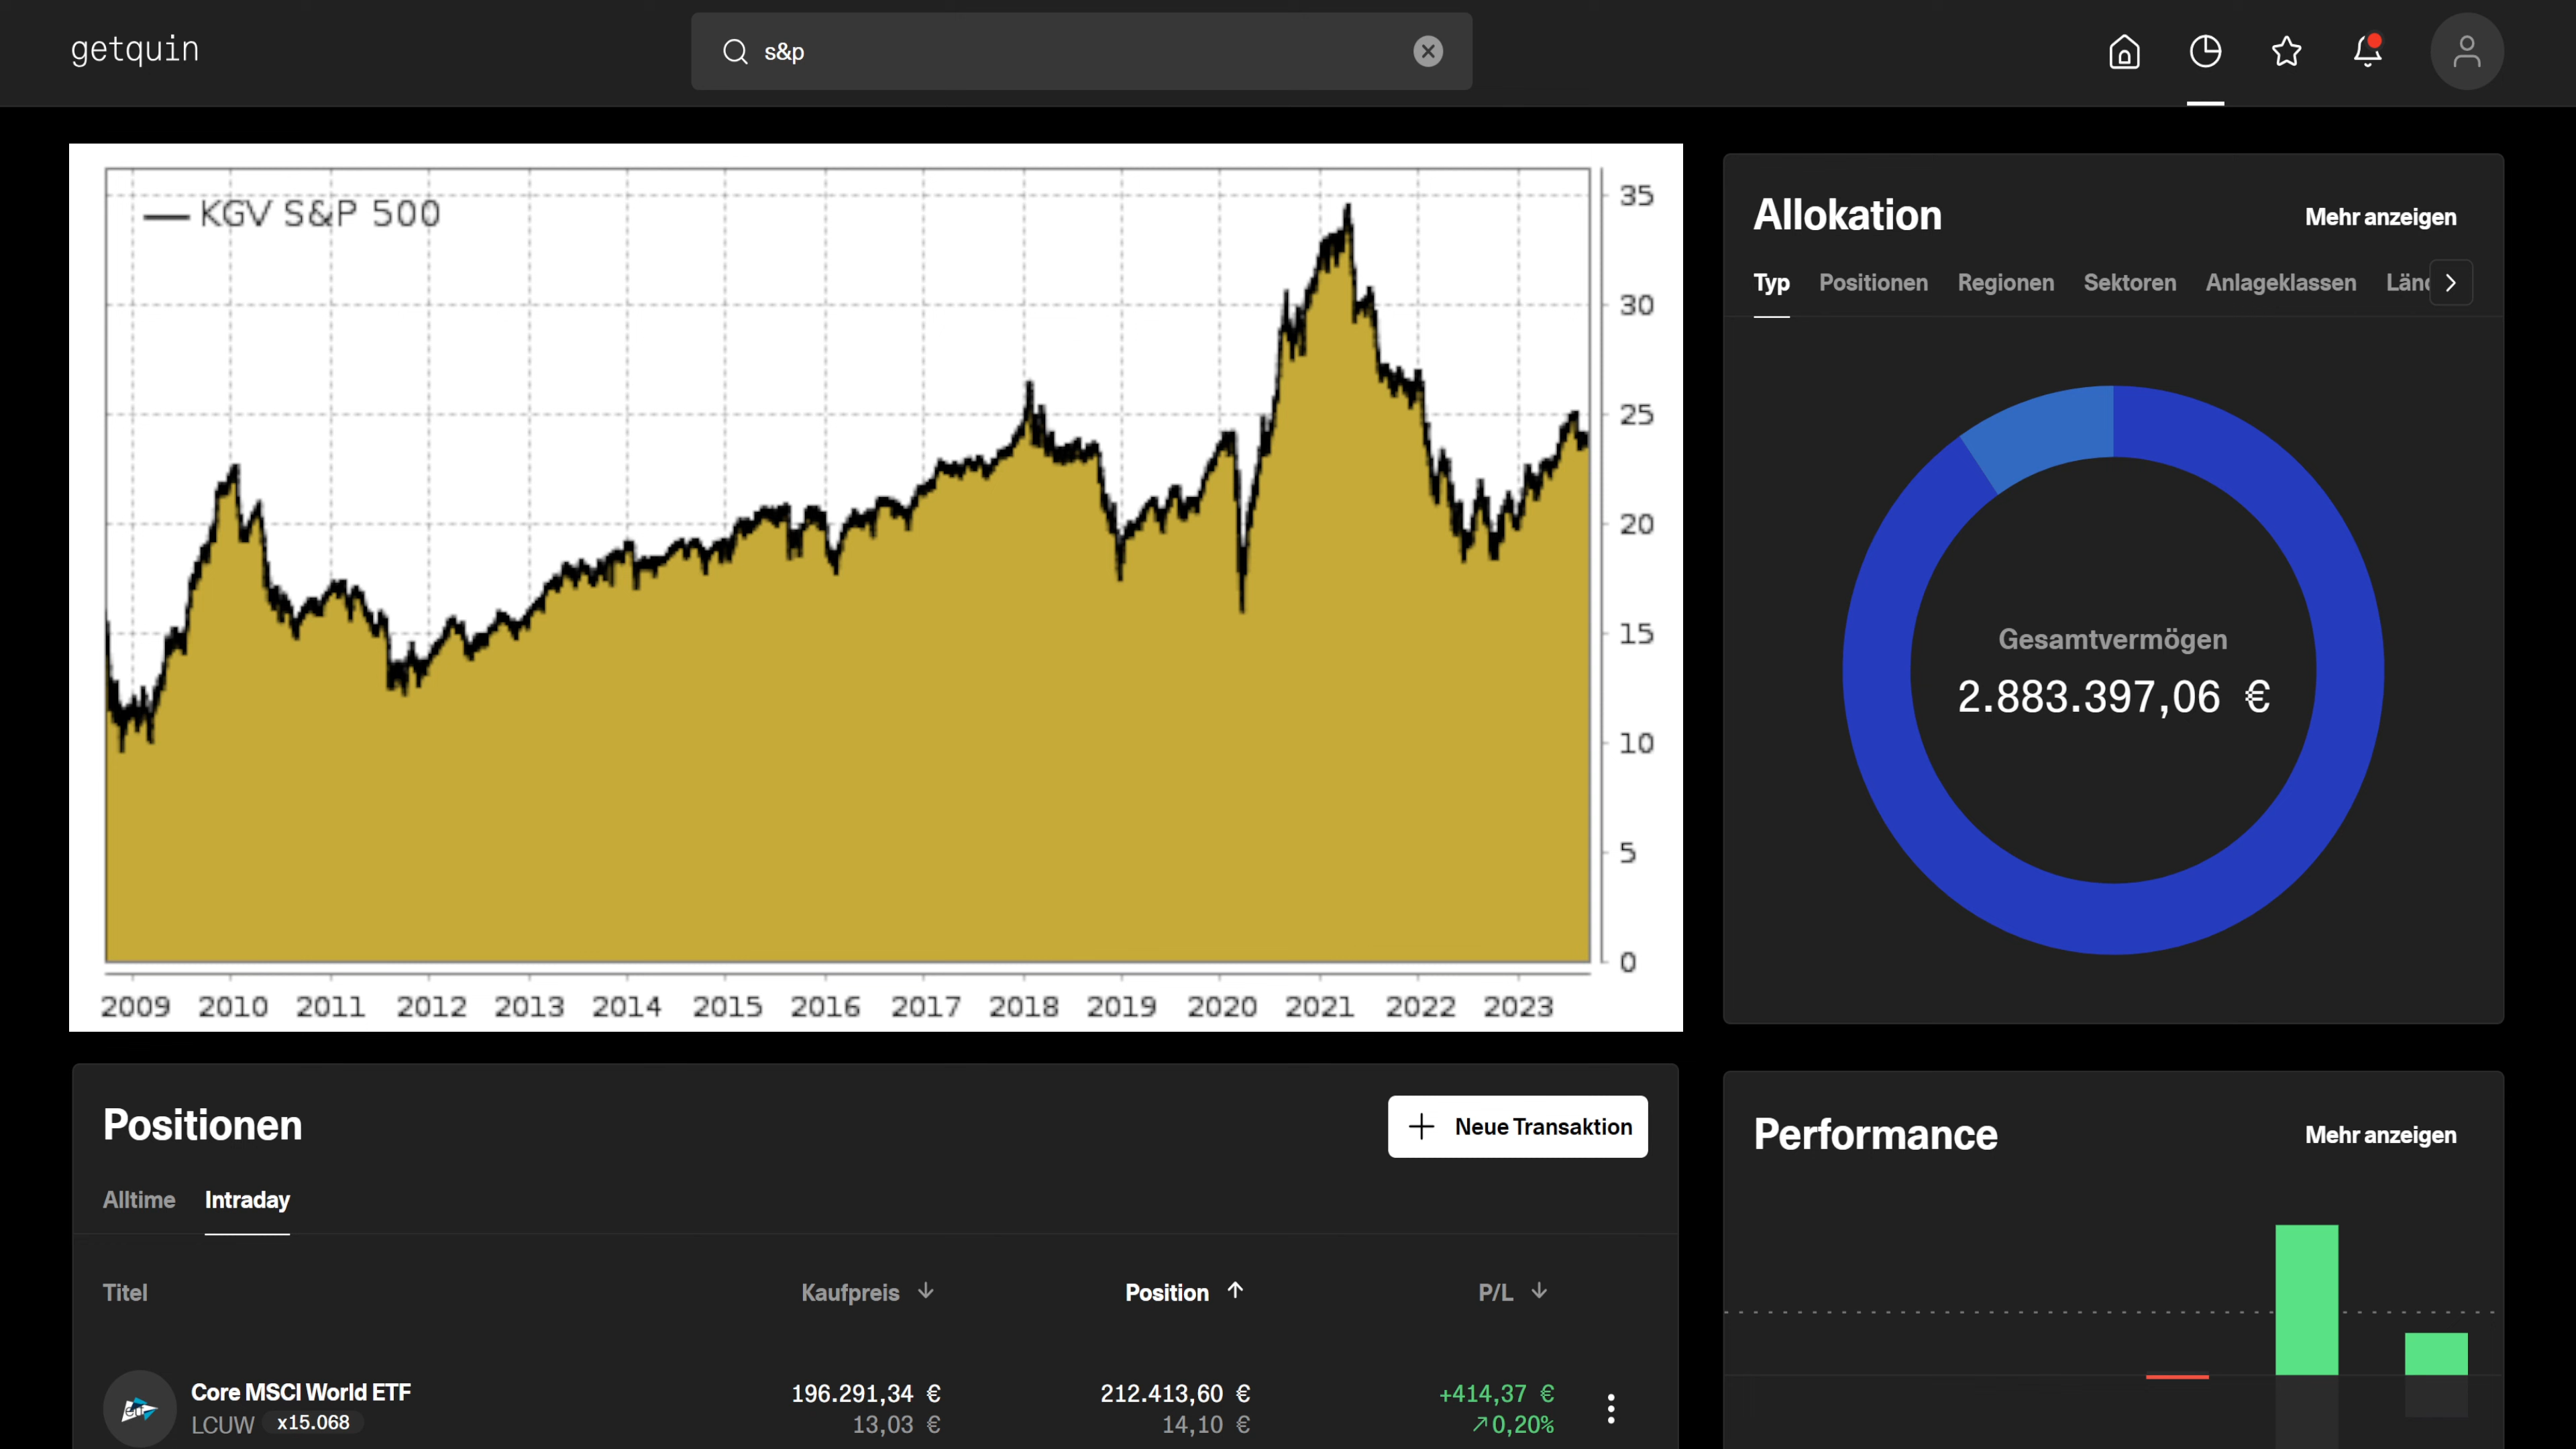 getquin
s&p
KGV S&P 500
35
30
25
20
15
10
5
0
2009 2010 2011 2012 2013 2014 2015 2016 2017 2018 2019 2020 2021 2022 2023
Allokation
Mehr anzeigen
Typ Positionen Regionen Sektoren Anlageklassen
Gesamtvermögen
2.883.397,06 €
Positionen
Neue Transaktion
Alltime Intraday
Titel Kaufpreis Position P/L
Core MSCI World ETF 196.291,34 € 212.413,60 € +414,37 €
LCUW x15.068 13,03 € 14,10 € 0,20%
Performance
Mehr anzeigen